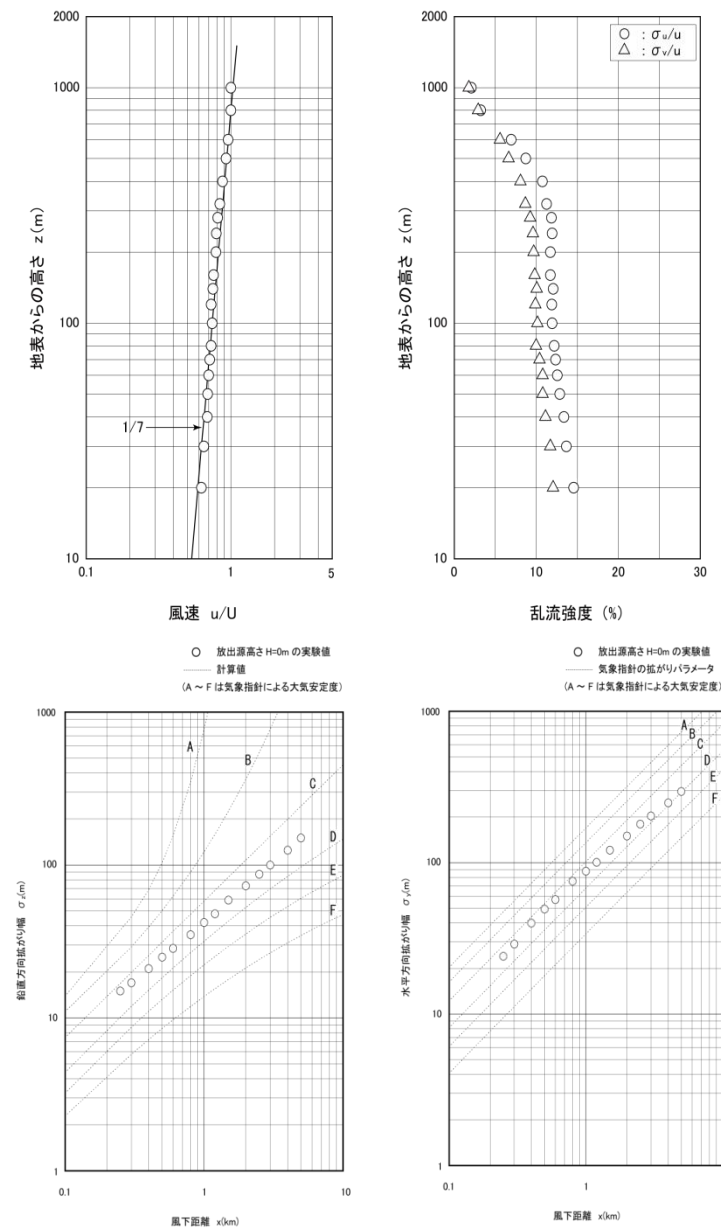 2000
1000
100
10
地表からの高さ z(m)
1/7
0.1
1
5
風速 u/U
2000
1000
100
10
地表からの高さ z(m)
○ : σu/u
△ : σv/u
0
10
20
30
乱流強度 (%)
○ 放出源高さ H=0m の実験値
計算値
(A ~ F は気象指針による大気安定度)
1000
100
10
1
鉛直方向拡がり幅 σz(m)
A
B
C
D
E
F
0.1
1
10
風下距離 x(km)
○ 放出源高さ H=0m の実験値
気象指針の拡がりパラメータ
(A ~ F は気象指針による大気安定度)
1000
100
10
1
水平方向拡がり幅 σy(m)
A
B
C
D
E
F
0.1
1
風下距離 x(km)